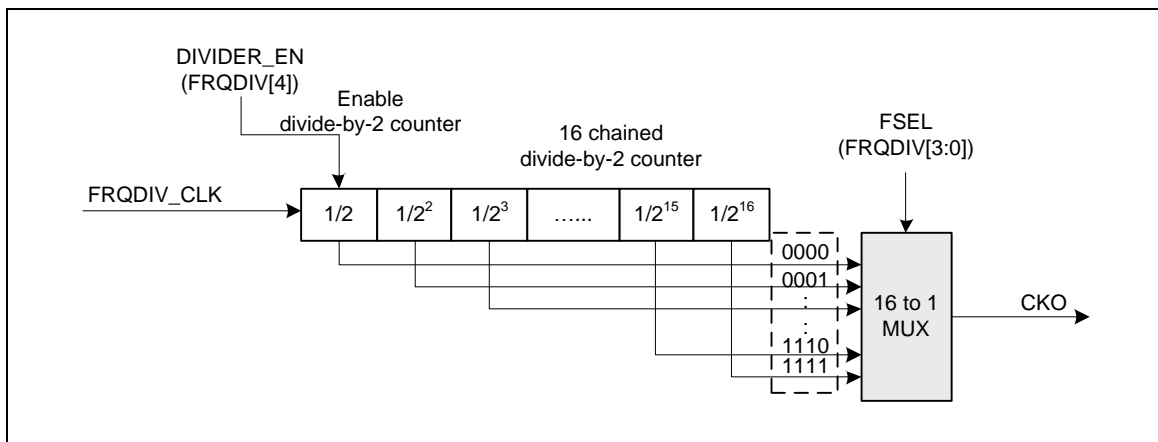 DIVIDER_EN
(FRQDIV[4])
Enable
divide-by-2 counter
16 chained
divide-by-2 counter
FSEL
(FRQDIV[3:0])
FRQDIV_CLK
1/2 1/2² 1/2³ …... 1/2¹⁵ 1/2¹⁶
0000
0001
:
:
1110
1111
16 to 1
MUX
CKO